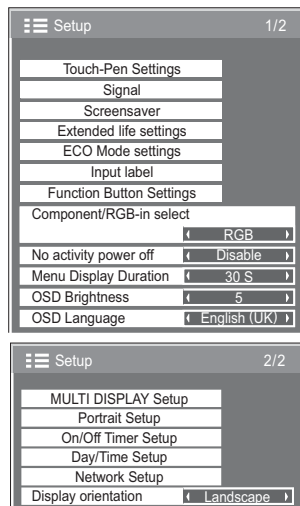 Setup 1/2
Touch-Pen Settings
Signal
Screensaver
Extended life settings
ECO Mode settings
Input label
Function Button Settings
Component/RGB-in select
RGB
No activity power off Disable
Menu Display Duration 30 S
OSD Brightness 5
OSD Language English (UK)
Setup 2/2
MULTI DISPLAY Setup
Portrait Setup
On/Off Timer Setup
Day/Time Setup
Network Setup
Display orientation Landscape